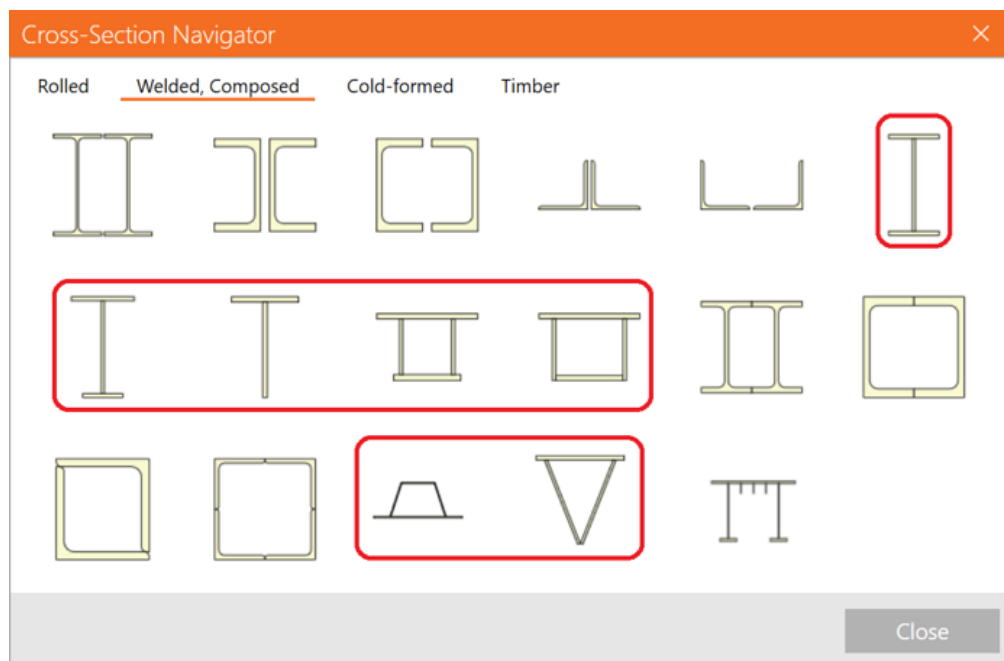 Cross-Section Navigator
Rolled Welded, Composed Cold-formed Timber
Close